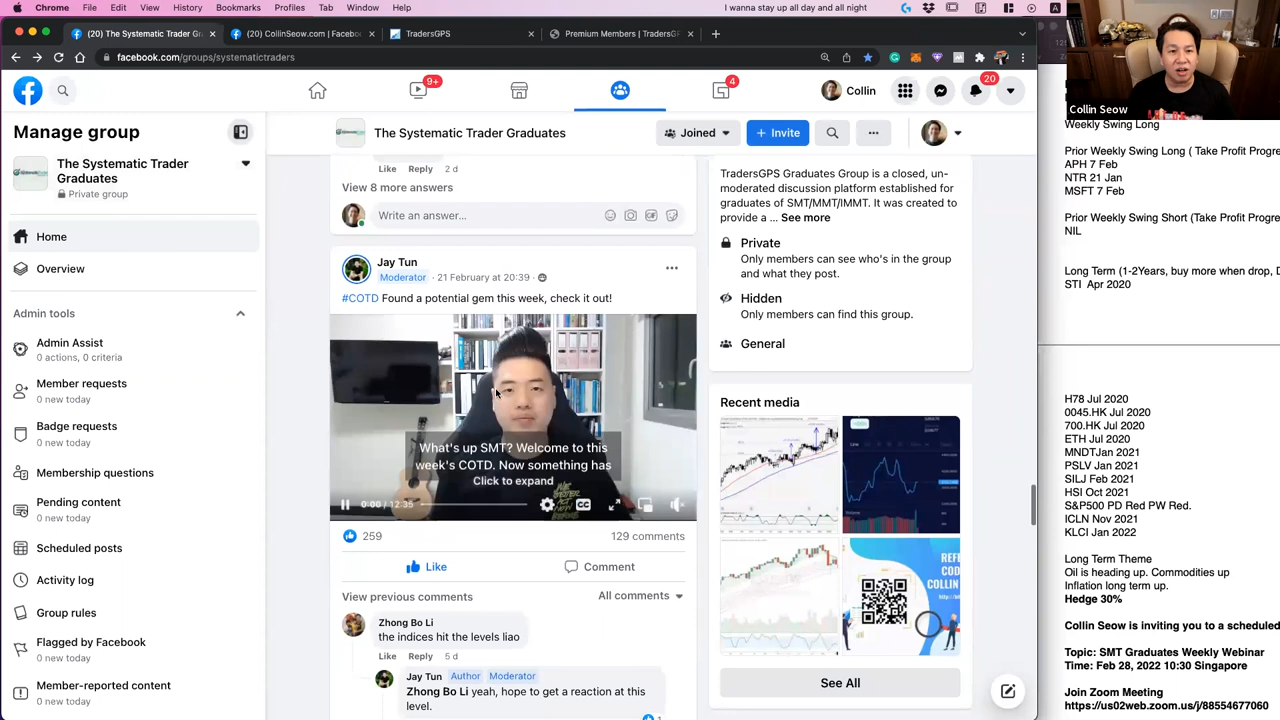 Chrome File Edit View History Bookmarks Profiles Tab Window Help I wanna stay up all day and all night
(20) The Systematic Trader Gr
(20) CollinSeow.com | Facebo
TradersGPS
Premium Members | TradersG
facebook.com/groups/systematictraders
9+
4
Collin
20
Manage group
The Systematic Trader Graduates
Joined
Invite
The Systematic Trader
Graduates
Private group
Home
Overview
Admin tools
Admin Assist
0 actions, 0 criteria
Member requests
0 new today
Badge requests
0 new today
Membership questions
Pending content
0 new today
Scheduled posts
Activity log
Group rules
Flagged by Facebook
0 new today
Member-reported content
0 new today
Like Reply 2 d
View 8 more answers
Write an answer...
Jay Tun
Moderator · 21 February at 20:39 ·
#COTD Found a potential gem this week, check it out!
What's up SMT? Welcome to this
week's COTD. Now something has
Click to expand
0:00 / 12:35
259
129 comments
Like
Comment
View previous comments
All comments
Zhong Bo Li
the indices hit the levels liao
Like Reply 5 d
Jay Tun Author Moderator
Zhong Bo Li yeah, hope to get a reaction at this
level.
1
TradersGPS Graduates Group is a closed, un-
moderated discussion platform established for
graduates of SMT/MMT/IMMT. It was created to
provide a ... See more
Private
Only members can see who's in the group
and what they post.
Hidden
Only members can find this group.
General
Recent media
REFE
COD
COLLIN
See All
Collin Seow
Weekly Swing Long
Prior Weekly Swing Long ( Take Profit Progre
APH 7 Feb
NTR 21 Jan
MSFT 7 Feb
Prior Weekly Swing Short (Take Profit Progre
NIL
Long Term (1-2Years, buy more when drop, D
STI Apr 2020
H78 Jul 2020
0045.HK Jul 2020
700.HK Jul 2020
ETH Jul 2020
MNDTJan 2021
PSLV Jan 2021
SILJ Feb 2021
HSI Oct 2021
S&P500 PD Red PW Red.
ICLN Nov 2021
KLCI Jan 2022
Long Term Theme
Oil is heading up. Commodities up
Inflation long term up.
Hedge 30%
Collin Seow is inviting you to a scheduled
Topic: SMT Graduates Weekly Webinar
Time: Feb 28, 2022 10:30 Singapore
Join Zoom Meeting
https://us02web.zoom.us/j/88554677060